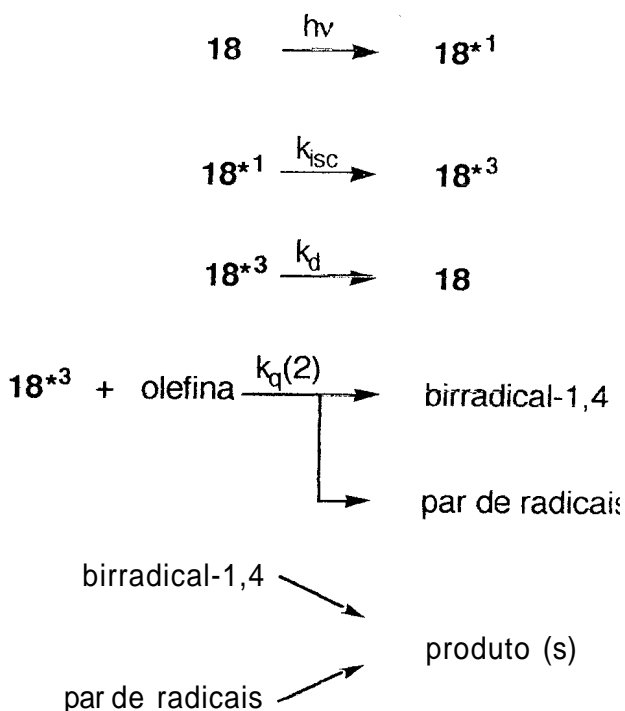 18 hν 18*1
18*1 kisc 18*3
18*3 kd 18
18*3 + olefina kq(2) birradical-1,4
par de radicais
birradical-1,4
produto (s)
par de radicais